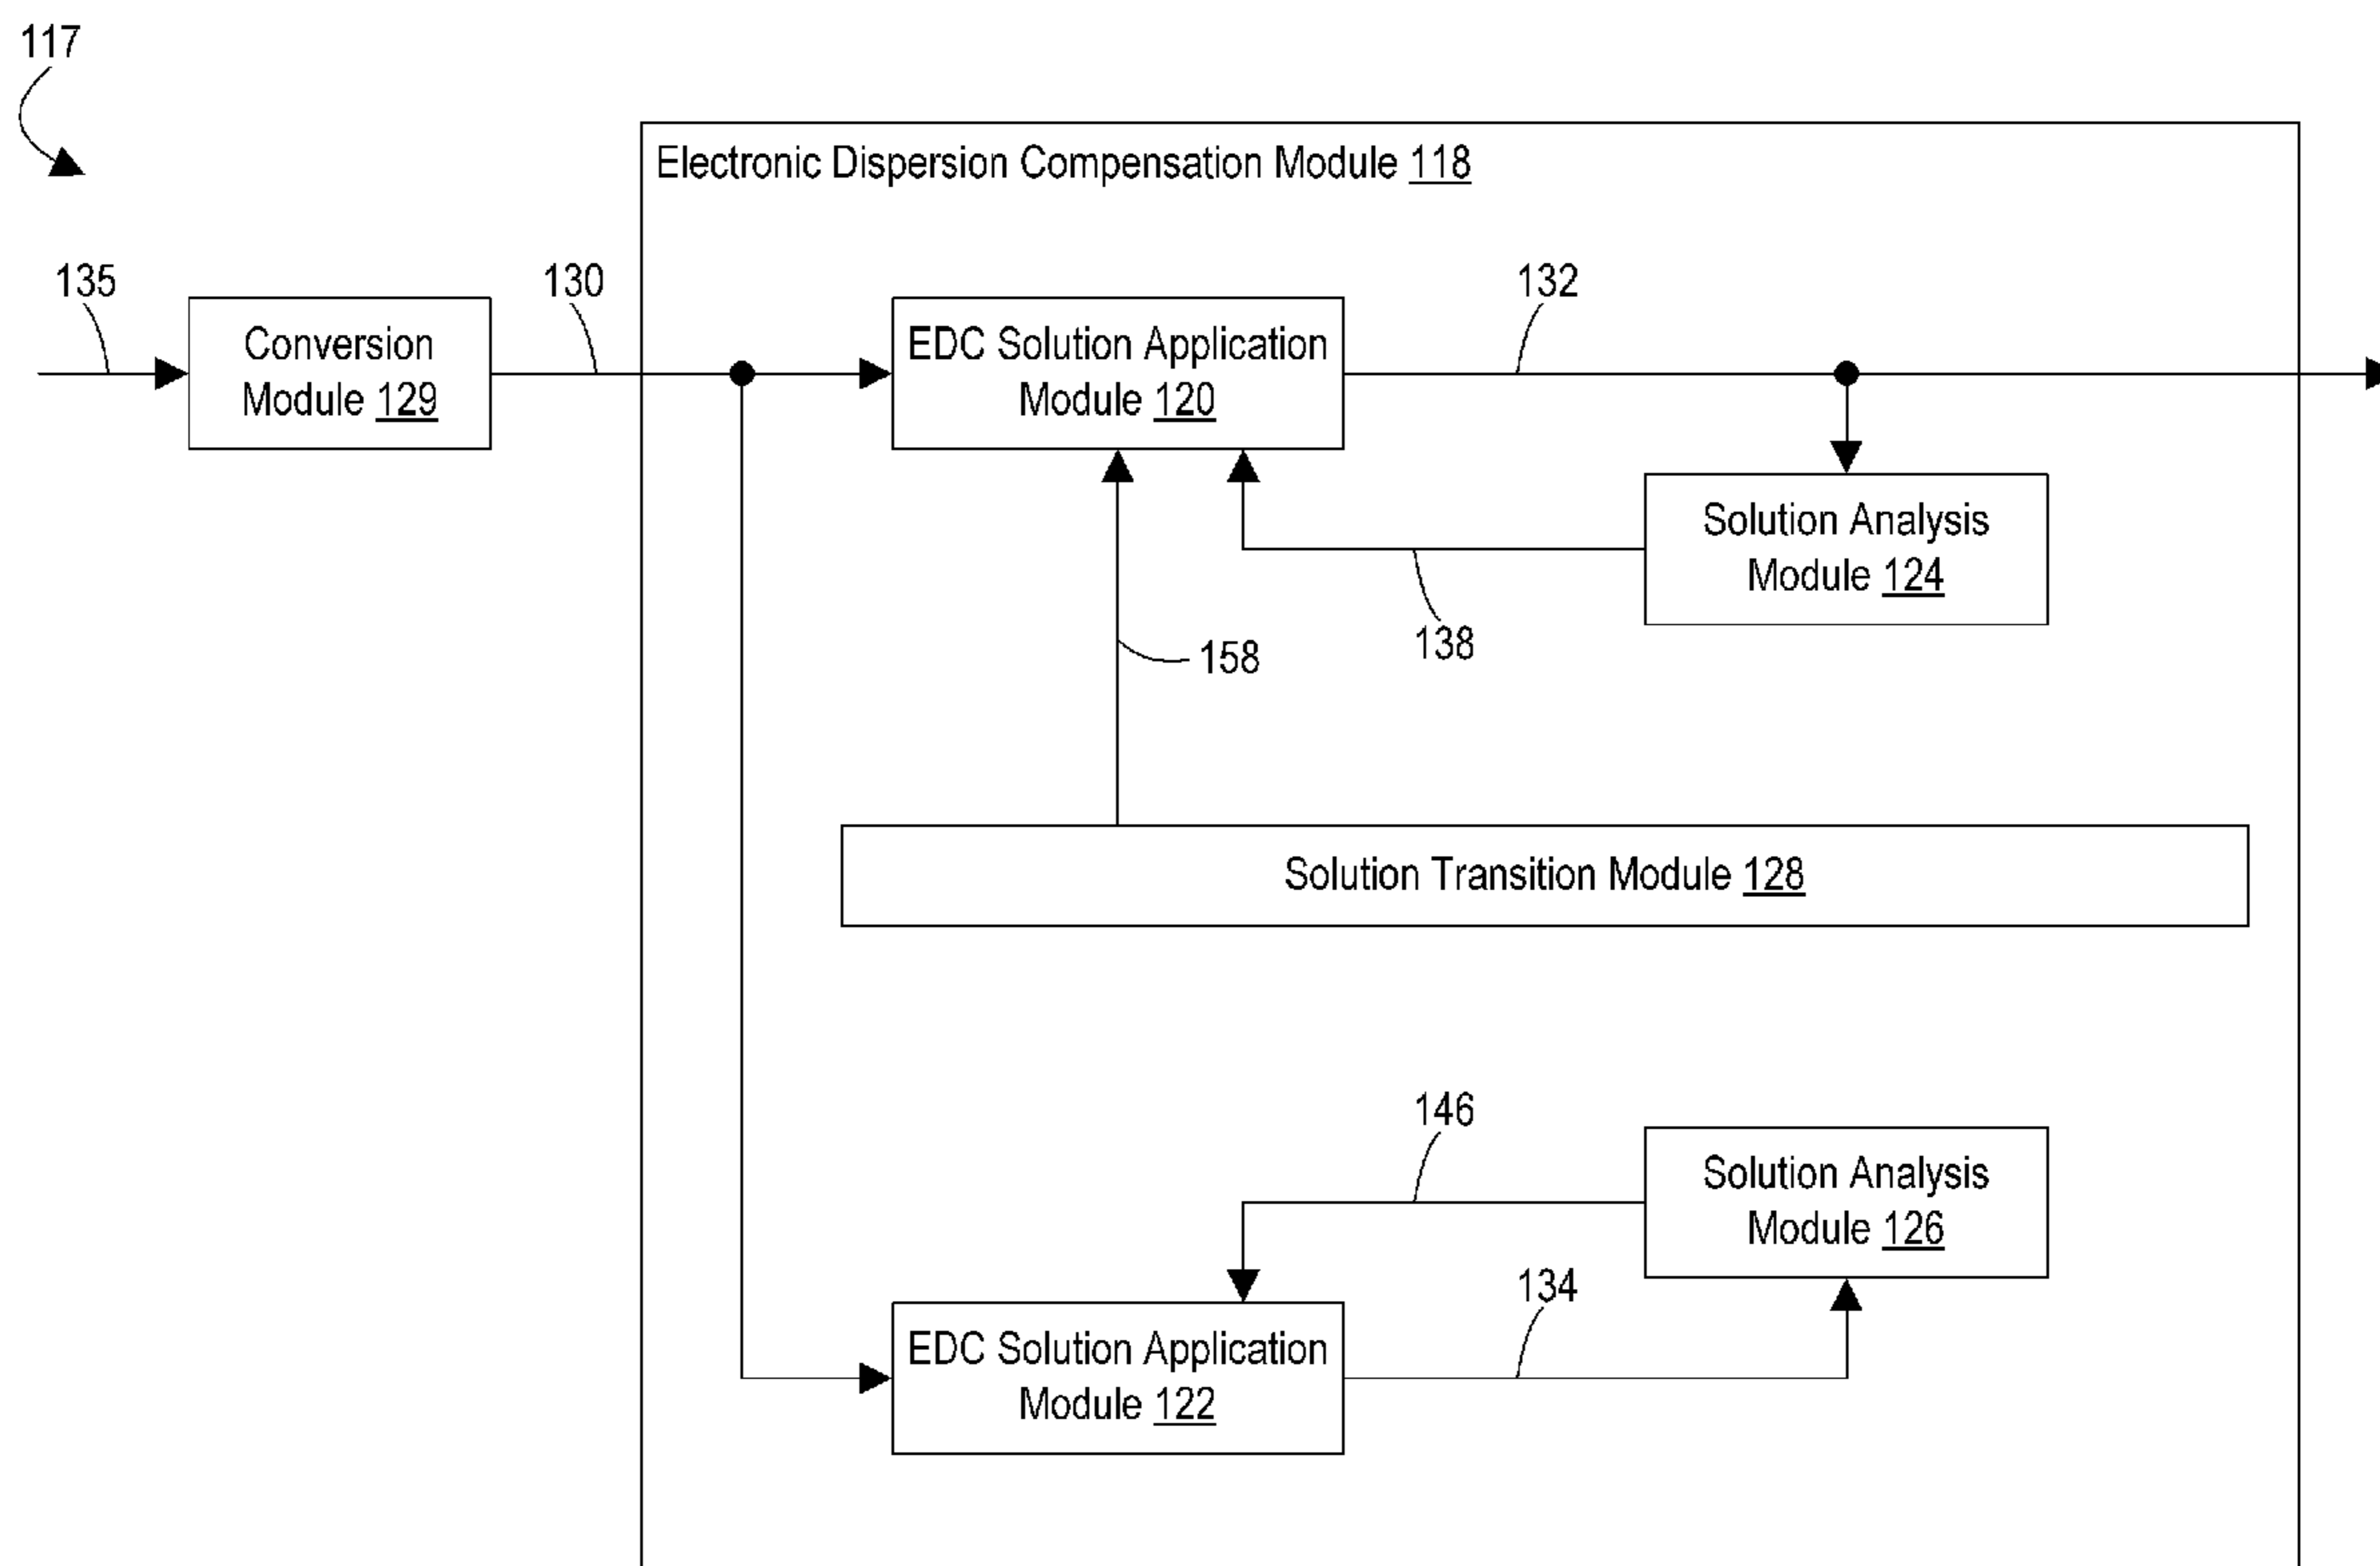 117
Electronic Dispersion Compensation Module 118
135
130
132
Conversion
Module 129
EDC Solution Application
Module 120
Solution Analysis
Module 124
138
158
Solution Transition Module 128
146
Solution Analysis
Module 126
134
EDC Solution Application
Module 122